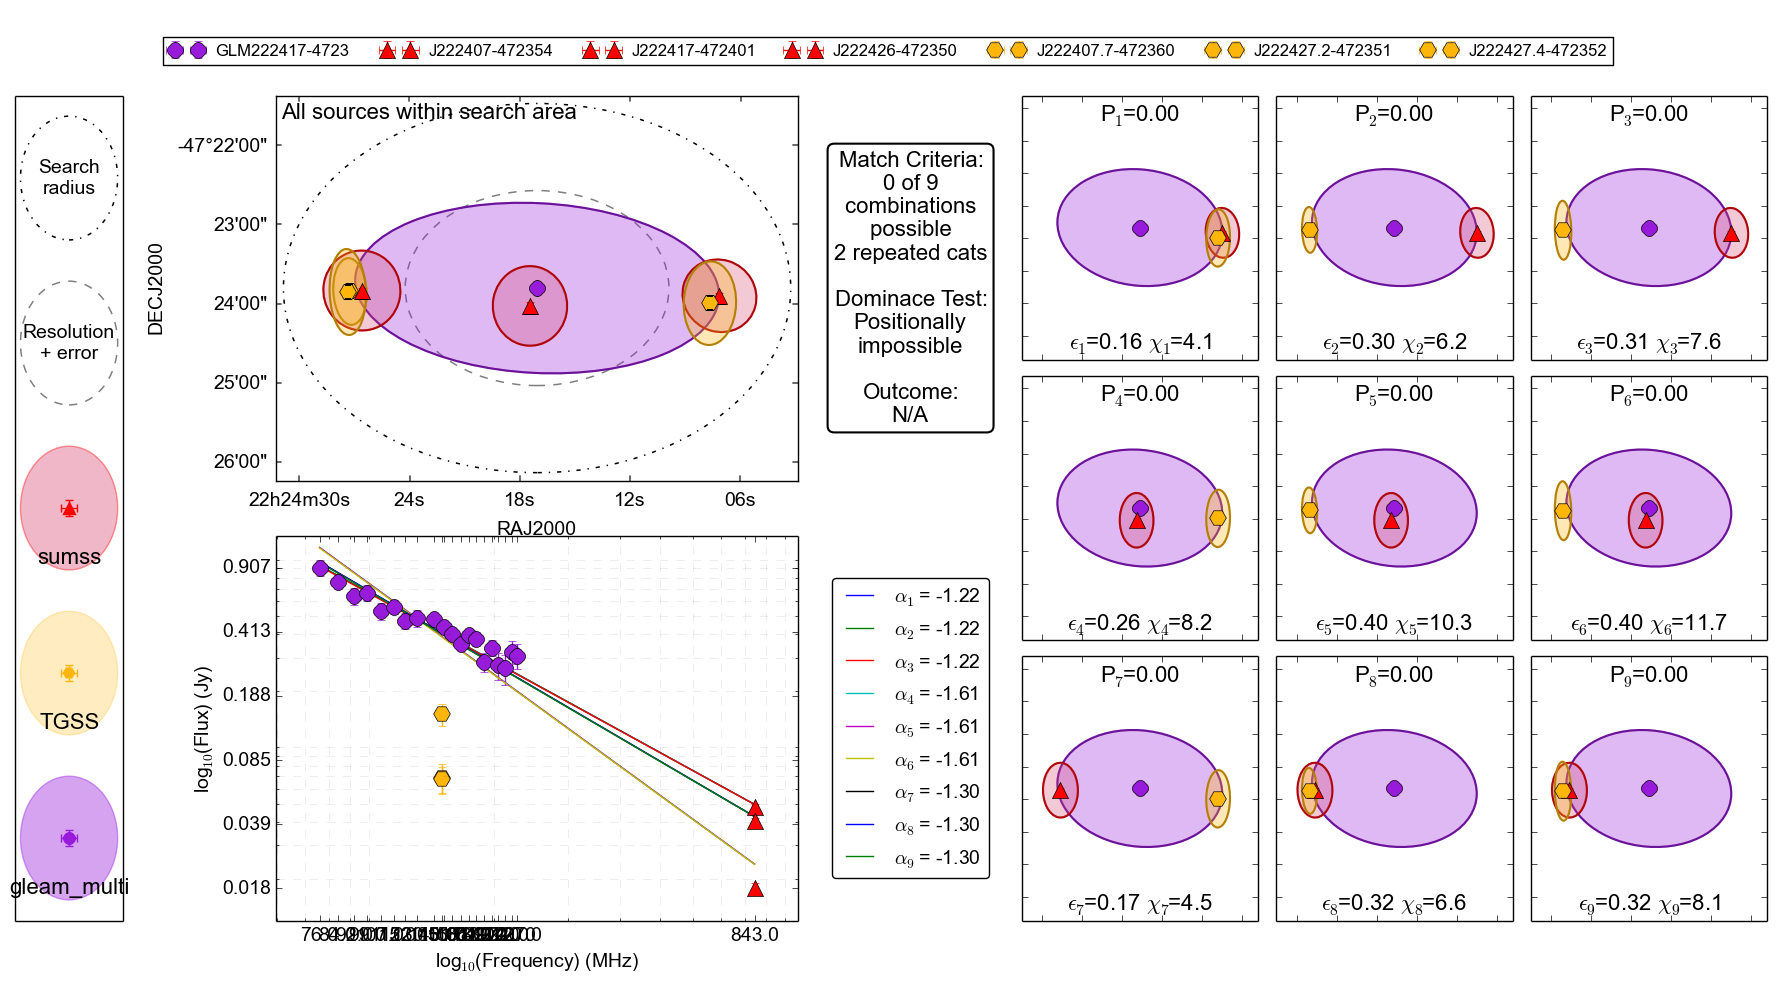 GLM222417-4723 J222407-472354 J222417-472401 J222426-472350 J222407.7-472360 J222427.2-472351 J222427.4-472352
Search
radius
Resolution
+ error
sumss
TGSS
gleam_multi
All sources within search area
DECJ2000
-47°22'00"
23'00"
24'00"
25'00"
26'00"
22h24m30s 24s 18s 12s 06s
RAJ2000
Match Criteria:
0 of 9
combinations
possible
2 repeated cats
Dominace Test:
Positionally
impossible
Outcome:
N/A
log10(Flux) (Jy)
0.907
0.413
0.188
0.085
0.039
0.018
843.0
log10(Frequency) (MHz)
α1 = -1.22
α2 = -1.22
α3 = -1.22
α4 = -1.61
α5 = -1.61
α6 = -1.61
α7 = -1.30
α8 = -1.30
α9 = -1.30
P1=0.00 P2=0.00 P3=0.00
ϵ1=0.16 χ1=4.1 ϵ2=0.30 χ2=6.2 ϵ3=0.31 χ3=7.6
P4=0.00 P5=0.00 P6=0.00
ϵ4=0.26 χ4=8.2 ϵ5=0.40 χ5=10.3 ϵ6=0.40 χ6=11.7
P7=0.00 P8=0.00 P9=0.00
ϵ7=0.17 χ7=4.5 ϵ8=0.32 χ8=6.6 ϵ9=0.32 χ9=8.1